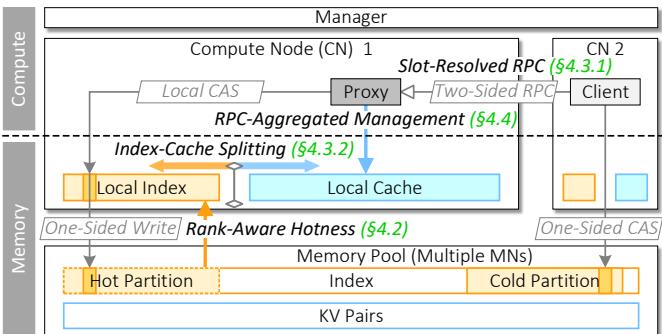 Manager
Compute
Compute Node (CN) 1
CN 2
Slot-Resolved RPC (§4.3.1)
Local CAS
Proxy
Two-Sided RPC
Client
RPC-Aggregated Management (§4.4)
Index-Cache Splitting (§4.3.2)
Memory
Local Index
Local Cache
One-Sided Write
Rank-Aware Hotness (§4.2)
One-Sided CAS
Memory Pool (Multiple MNs)
Hot Partition
Index
Cold Partition
KV Pairs